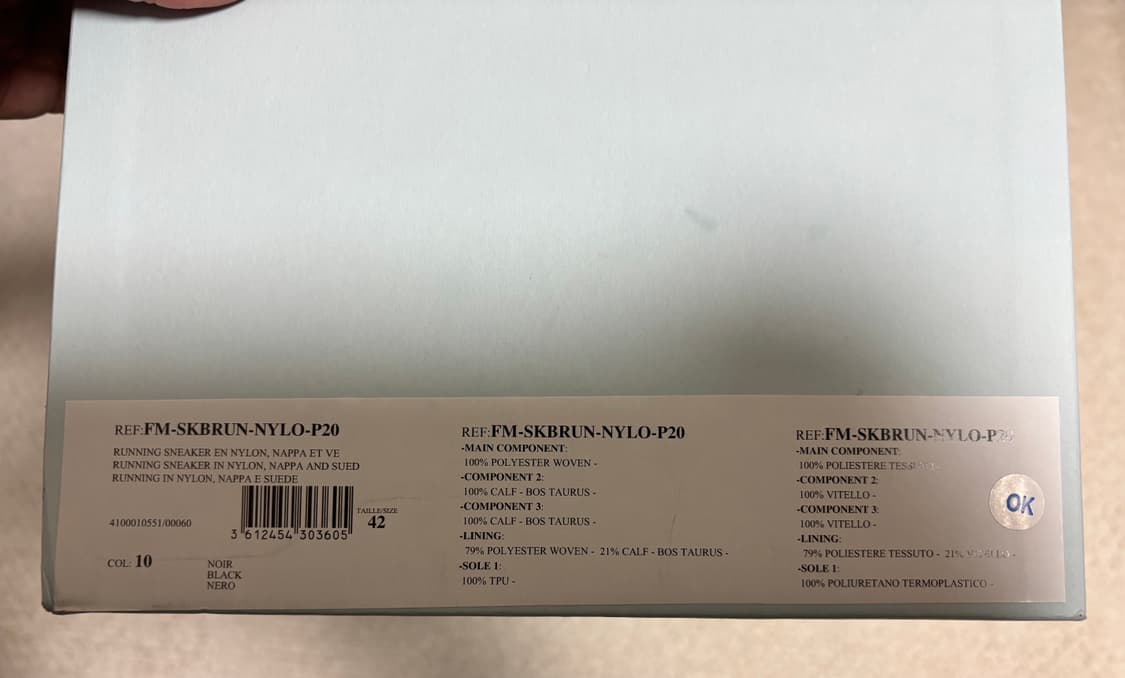 REF:FM-SKBRUN-NYLO-P20
RUNNING SNEAKER EN NYLON, NAPPA ET VE
RUNNING SNEAKER IN NYLON, NAPPA AND SUED
RUNNING IN NYLON, NAPPA E SUEDE
4100010551/00060
3 612454 303605
TAILLE/SIZE
42
COL: 10
NOIR
BLACK
NERO
REF:FM-SKBRUN-NYLO-P20
-MAIN COMPONENT:
100% POLYESTER WOVEN -
-COMPONENT 2:
100% CALF - BOS TAURUS -
-COMPONENT 3:
100% CALF - BOS TAURUS -
-LINING:
79% POLYESTER WOVEN - 21% CALF - BOS TAURUS -
-SOLE 1:
100% TPU -
REF:FM-SKBRUN-NYLO-P20
-MAIN COMPONENT:
100% POLIESTERE
-COMPONENT 2:
100% VITELLO -
-COMPONENT 3:
100% VITELLO -
-LINING:
79% POLIESTERE TESSUTO - 21%
-SOLE 1:
100% POLIURETANO TERMOPLASTICO -
OK